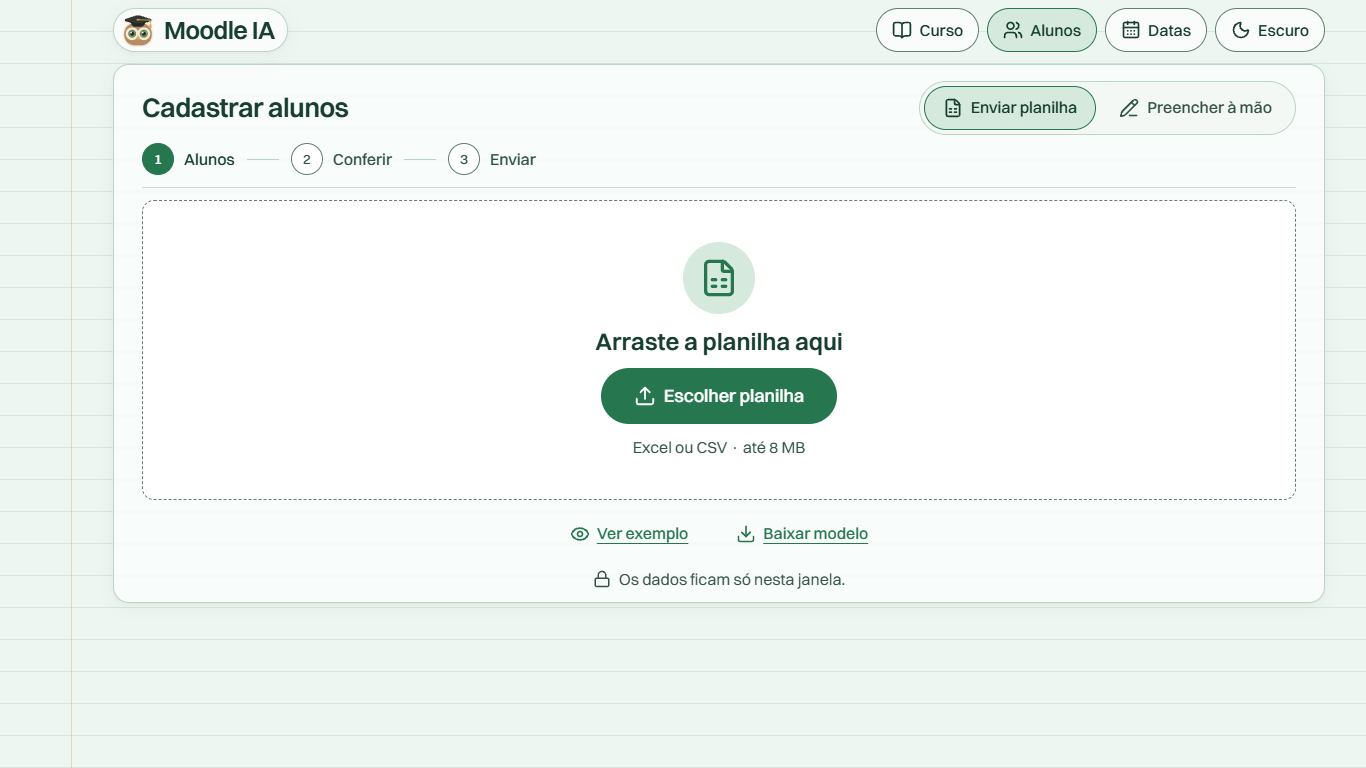 Moodle IA
Curso
Alunos
Datas
Escuro
Cadastrar alunos
Enviar planilha
Preencher à mão
1 Alunos
2 Conferir
3 Enviar
Arraste a planilha aqui
Escolher planilha
Excel ou CSV · até 8 MB
Ver exemplo
Baixar modelo
Os dados ficam só nesta janela.